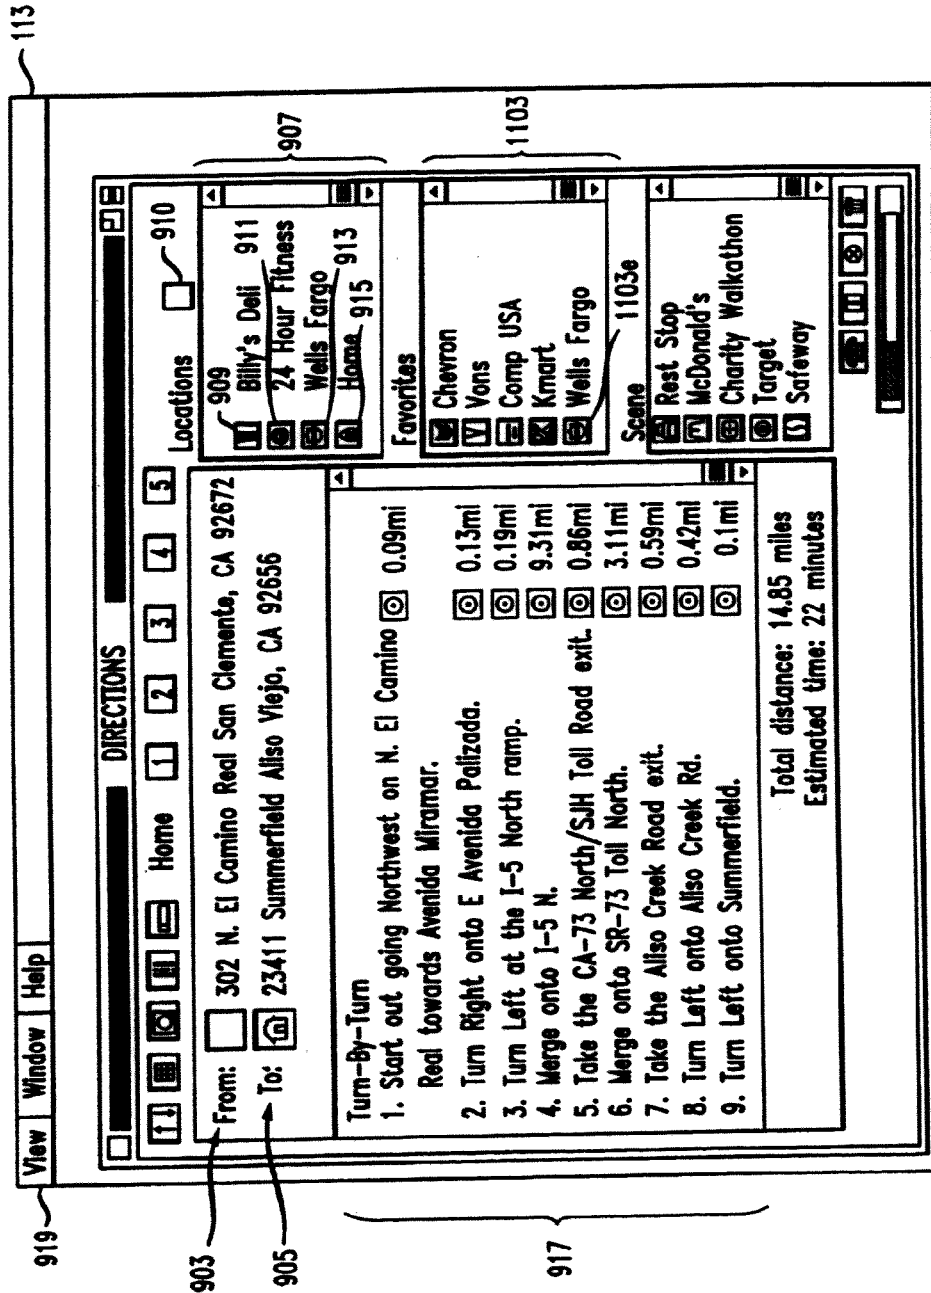 113
919
View Window Help
DIRECTIONS
Home 1 2 3 4 5
903
From: 302 N. El Camino Real San Clemente, CA 92672
905
To: 23411 Summerfield Aliso Viejo, CA 92656
Turn-By-Turn
1. Start out going Northwest on N. El Camino 0.09mi
Real towards Avenida Miramar.
2. Turn Right onto E Avenida Palizada. 0.13mi
3. Turn Left at the I-5 North ramp. 0.19mi
4. Merge onto I-5 N. 9.31mi
5. Take the CA-73 North/SJH Toll Road exit. 0.86mi
6. Merge onto SR-73 Toll North. 3.11mi
7. Take the Aliso Creek Road exit. 0.59mi
8. Turn Left onto Aliso Creek Rd. 0.42mi
9. Turn Left onto Summerfield. 0.1mi
917
Total distance: 14.85 miles
Estimated time: 22 minutes
Locations
910
909
Billy's Deli 911
24 Hour Fitness
Wells Fargo 913
Home 915
907
Favorites
Chevron
V Vons
Comp USA
K Kmart
Wells Fargo
1103
1103e
Scene
Rest Stop
McDonald's
Charity Walkathon
Target
Safeway